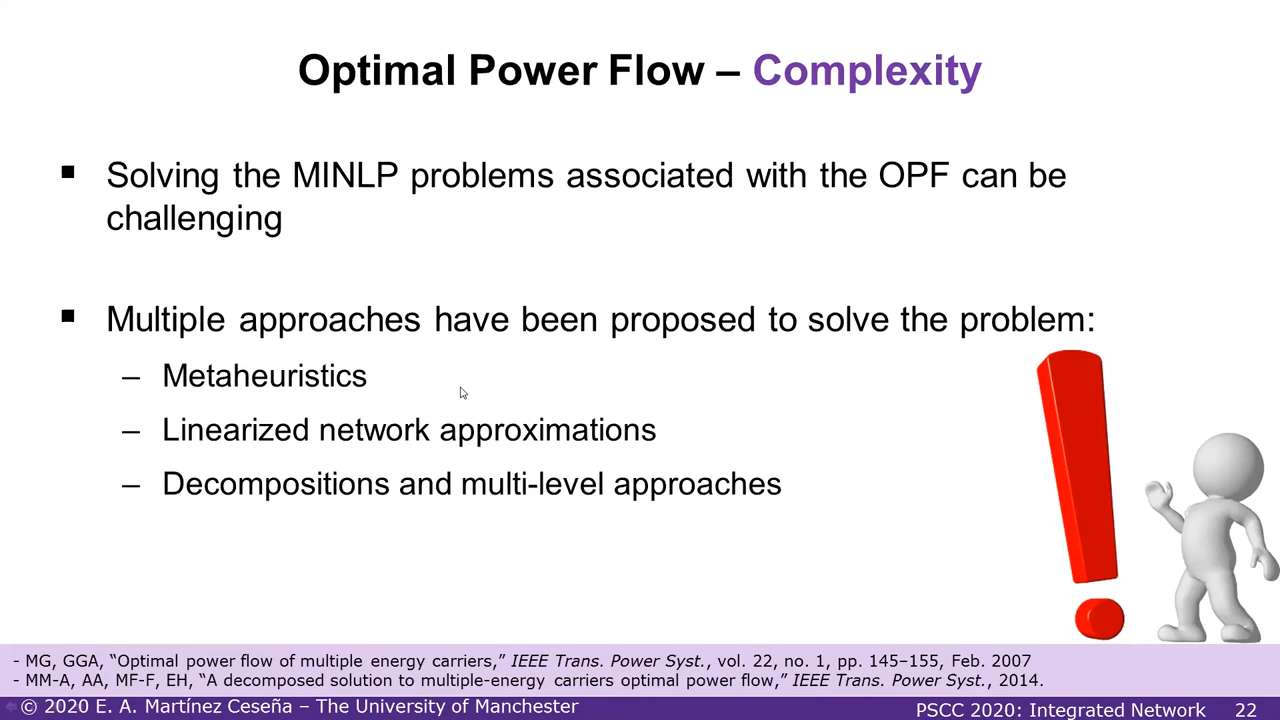 Optimal Power Flow – Complexity
▪ Solving the MINLP problems associated with the OPF can be
challenging
▪ Multiple approaches have been proposed to solve the problem:
– Metaheuristics
– Linearized network approximations
– Decompositions and multi-level approaches
- MG, GGA, “Optimal power flow of multiple energy carriers,” IEEE Trans. Power Syst., vol. 22, no. 1, pp. 145–155, Feb. 2007
- MM-A, AA, MF-F, EH, “A decomposed solution to multiple-energy carriers optimal power flow,” IEEE Trans. Power Syst., 2014.
© 2020 E. A. Martínez Ceseña – The University of Manchester
PSCC 2020: Integrated Network 22